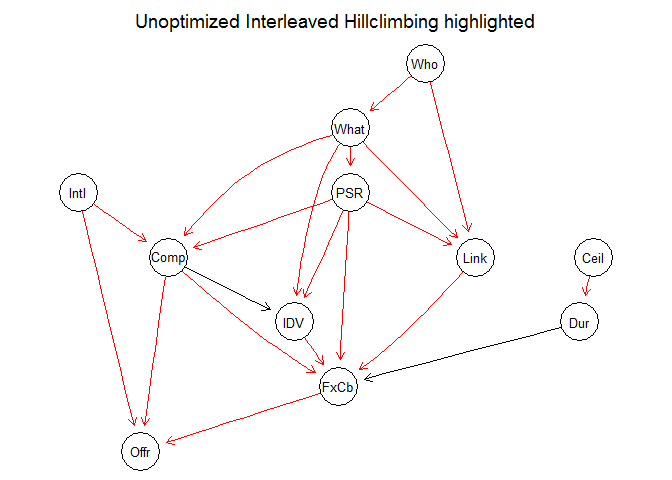 Unoptimized Interleaved Hillclimbing highlighted
Who
What
Intl
PSR
Comp
Link
Ceil
IDV
Dur
FxCb
Offr